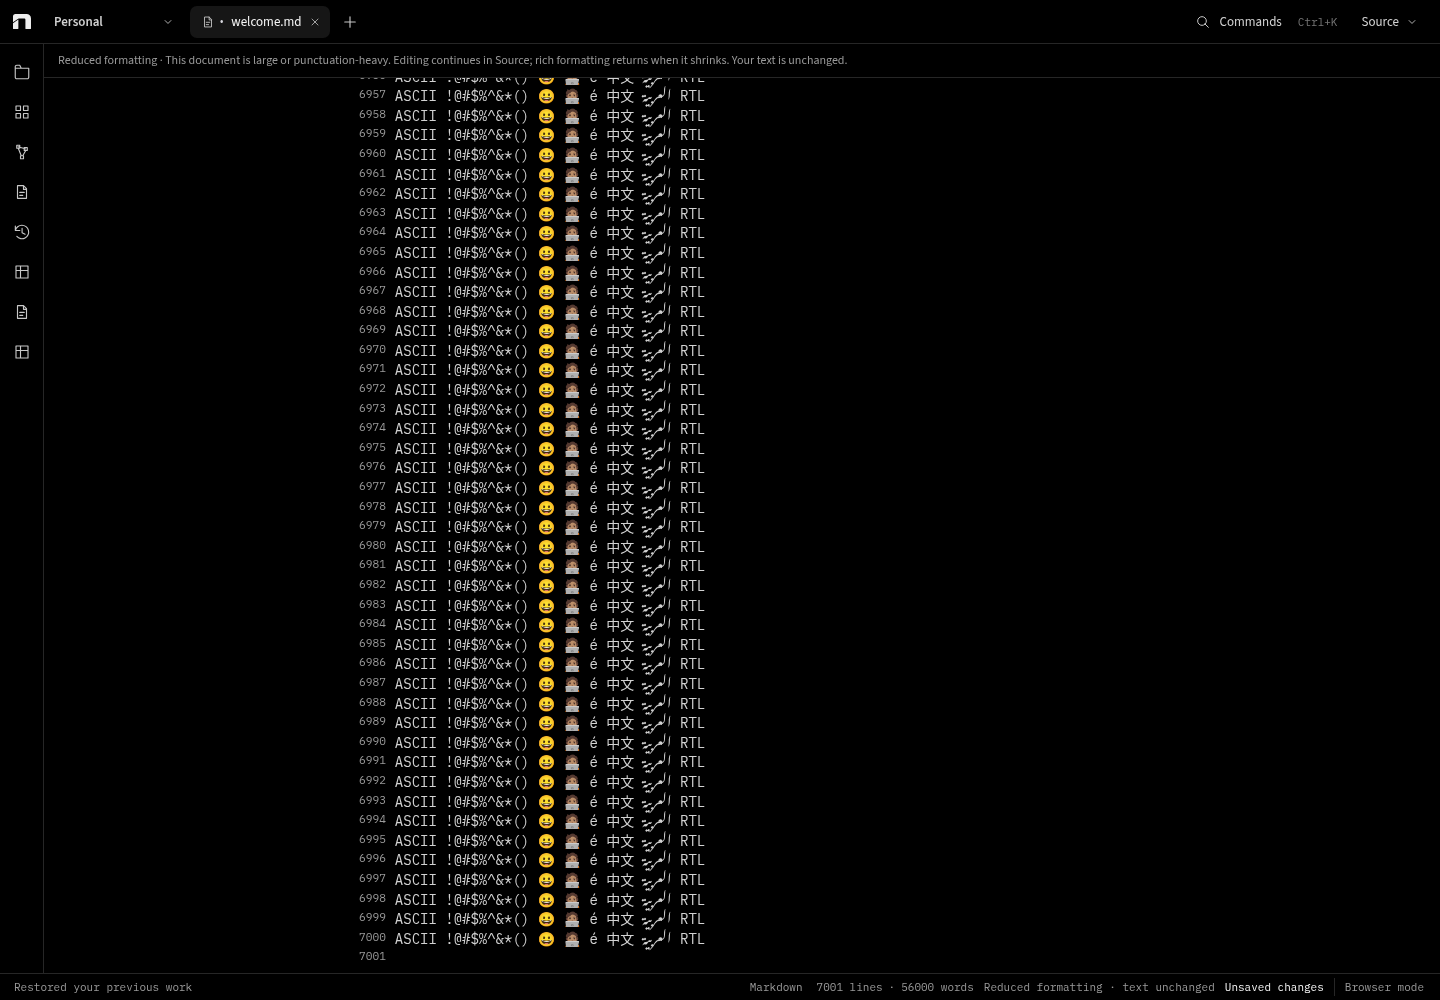 Personal
• welcome.md
Commands Ctrl+K Source
Reduced formatting · This document is large or punctuation-heavy. Editing continues in Source; rich formatting returns when it shrinks. Your text is unchanged.
6957 ASCII !@#$%^&*() 😀 🧑🏽‍💻 é 中文 العربية RTL
6958 ASCII !@#$%^&*() 😀 🧑🏽‍💻 é 中文 العربية RTL
6959 ASCII !@#$%^&*() 😀 🧑🏽‍💻 é 中文 العربية RTL
6960 ASCII !@#$%^&*() 😀 🧑🏽‍💻 é 中文 العربية RTL
6961 ASCII !@#$%^&*() 😀 🧑🏽‍💻 é 中文 العربية RTL
6962 ASCII !@#$%^&*() 😀 🧑🏽‍💻 é 中文 العربية RTL
6963 ASCII !@#$%^&*() 😀 🧑🏽‍💻 é 中文 العربية RTL
6964 ASCII !@#$%^&*() 😀 🧑🏽‍💻 é 中文 العربية RTL
6965 ASCII !@#$%^&*() 😀 🧑🏽‍💻 é 中文 العربية RTL
6966 ASCII !@#$%^&*() 😀 🧑🏽‍💻 é 中文 العربية RTL
6967 ASCII !@#$%^&*() 😀 🧑🏽‍💻 é 中文 العربية RTL
6968 ASCII !@#$%^&*() 😀 🧑🏽‍💻 é 中文 العربية RTL
6969 ASCII !@#$%^&*() 😀 🧑🏽‍💻 é 中文 العربية RTL
6970 ASCII !@#$%^&*() 😀 🧑🏽‍💻 é 中文 العربية RTL
6971 ASCII !@#$%^&*() 😀 🧑🏽‍💻 é 中文 العربية RTL
6972 ASCII !@#$%^&*() 😀 🧑🏽‍💻 é 中文 العربية RTL
6973 ASCII !@#$%^&*() 😀 🧑🏽‍💻 é 中文 العربية RTL
6974 ASCII !@#$%^&*() 😀 🧑🏽‍💻 é 中文 العربية RTL
6975 ASCII !@#$%^&*() 😀 🧑🏽‍💻 é 中文 العربية RTL
6976 ASCII !@#$%^&*() 😀 🧑🏽‍💻 é 中文 العربية RTL
6977 ASCII !@#$%^&*() 😀 🧑🏽‍💻 é 中文 العربية RTL
6978 ASCII !@#$%^&*() 😀 🧑🏽‍💻 é 中文 العربية RTL
6979 ASCII !@#$%^&*() 😀 🧑🏽‍💻 é 中文 العربية RTL
6980 ASCII !@#$%^&*() 😀 🧑🏽‍💻 é 中文 العربية RTL
6981 ASCII !@#$%^&*() 😀 🧑🏽‍💻 é 中文 العربية RTL
6982 ASCII !@#$%^&*() 😀 🧑🏽‍💻 é 中文 العربية RTL
6983 ASCII !@#$%^&*() 😀 🧑🏽‍💻 é 中文 العربية RTL
6984 ASCII !@#$%^&*() 😀 🧑🏽‍💻 é 中文 العربية RTL
6985 ASCII !@#$%^&*() 😀 🧑🏽‍💻 é 中文 العربية RTL
6986 ASCII !@#$%^&*() 😀 🧑🏽‍💻 é 中文 العربية RTL
6987 ASCII !@#$%^&*() 😀 🧑🏽‍💻 é 中文 العربية RTL
6988 ASCII !@#$%^&*() 😀 🧑🏽‍💻 é 中文 العربية RTL
6989 ASCII !@#$%^&*() 😀 🧑🏽‍💻 é 中文 العربية RTL
6990 ASCII !@#$%^&*() 😀 🧑🏽‍💻 é 中文 العربية RTL
6991 ASCII !@#$%^&*() 😀 🧑🏽‍💻 é 中文 العربية RTL
6992 ASCII !@#$%^&*() 😀 🧑🏽‍💻 é 中文 العربية RTL
6993 ASCII !@#$%^&*() 😀 🧑🏽‍💻 é 中文 العربية RTL
6994 ASCII !@#$%^&*() 😀 🧑🏽‍💻 é 中文 العربية RTL
6995 ASCII !@#$%^&*() 😀 🧑🏽‍💻 é 中文 العربية RTL
6996 ASCII !@#$%^&*() 😀 🧑🏽‍💻 é 中文 العربية RTL
6997 ASCII !@#$%^&*() 😀 🧑🏽‍💻 é 中文 العربية RTL
6998 ASCII !@#$%^&*() 😀 🧑🏽‍💻 é 中文 العربية RTL
6999 ASCII !@#$%^&*() 😀 🧑🏽‍💻 é 中文 العربية RTL
7000 ASCII !@#$%^&*() 😀 🧑🏽‍💻 é 中文 العربية RTL
7001
Restored your previous work
Markdown 7001 lines · 56000 words Reduced formatting · text unchanged Unsaved changes Browser mode